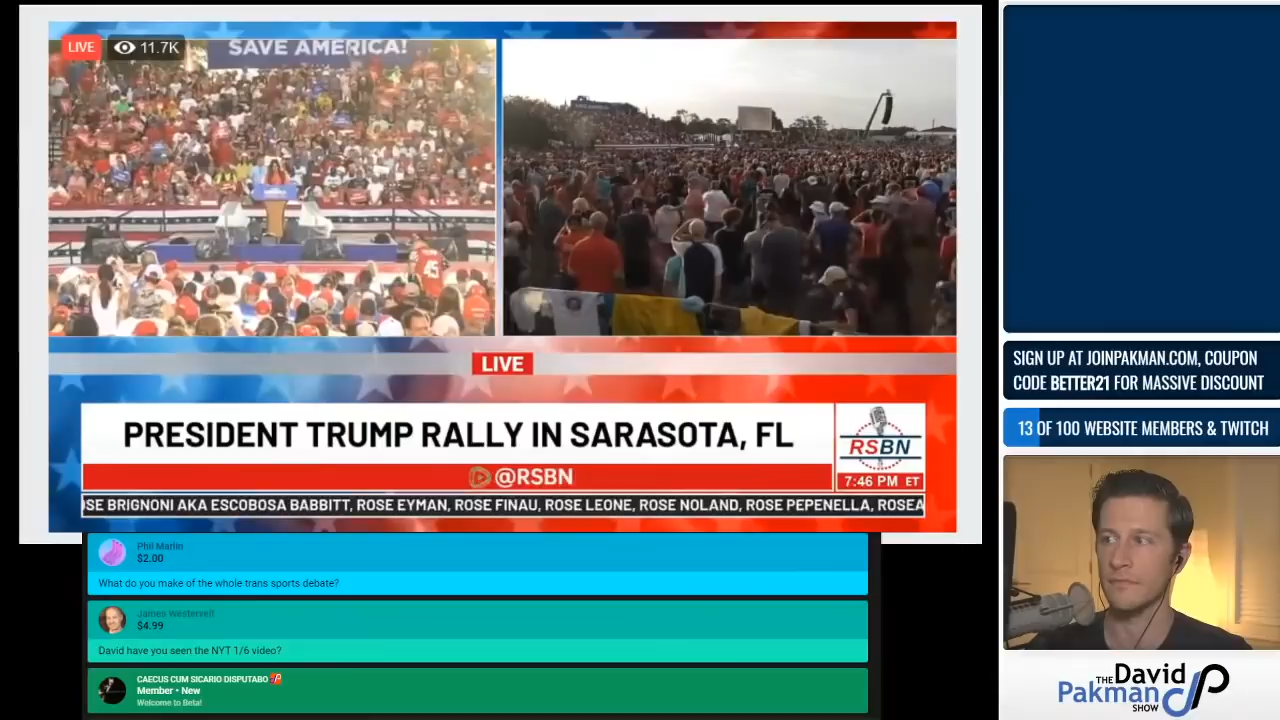 LIVE
11.7K
SAVE AMERICA!
45
LIVE
PRESIDENT TRUMP RALLY IN SARASOTA, FL
@RSBN
RSBN
7:46 PM ET
OSE BRIGNONI AKA ESCOBOSA BABBITT, ROSE EYMAN, ROSE FINAU, ROSE LEONE, ROSE NOLAND, ROSE PEPENELLA, ROSEA
Phil Marlin
$2.00
What do you make of the whole trans sports debate?
James Westervelt
$4.99
David have you seen the NYT 1/6 video?
CAECUS CUM SICARIO DISPUTABO
Member • New
Welcome to Beta!
SIGN UP AT JOINPAKMAN.COM, COUPON
CODE BETTER21 FOR MASSIVE DISCOUNT
13 OF 100 WEBSITE MEMBERS & TWITCH
THE David
Pakman
SHOW